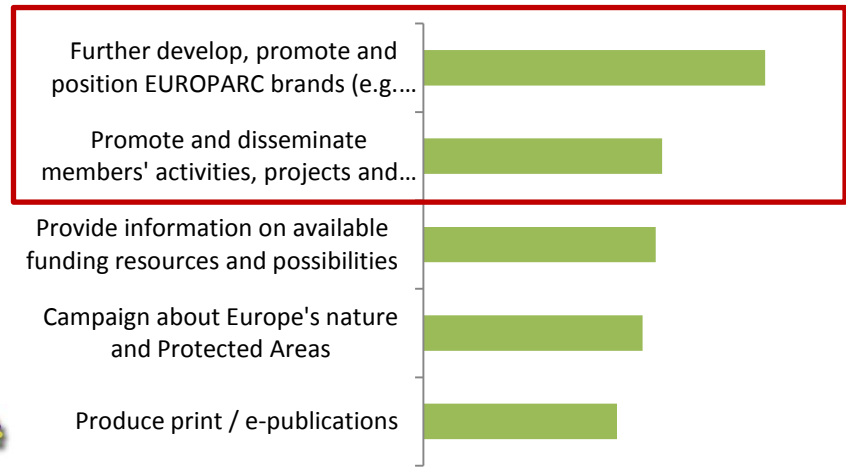 Further develop, promote and
position EUROPARC brands (e.g.…
Promote and disseminate
members' activities, projects and…
Provide information on available
funding resources and possibilities
Campaign about Europe's nature
and Protected Areas
Produce print / e-publications